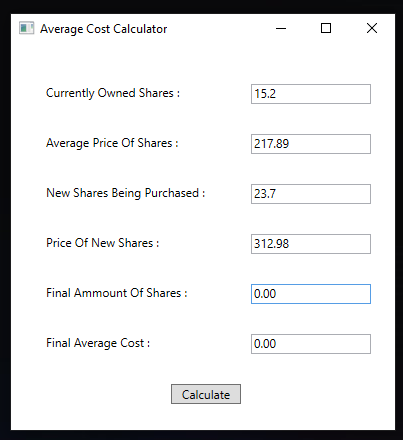 Average Cost Calculator
Currently Owned Shares : 15.2
Average Price Of Shares : 217.89
New Shares Being Purchased : 23.7
Price Of New Shares : 312.98
Final Ammount Of Shares : 0.00
Final Average Cost : 0.00
Calculate